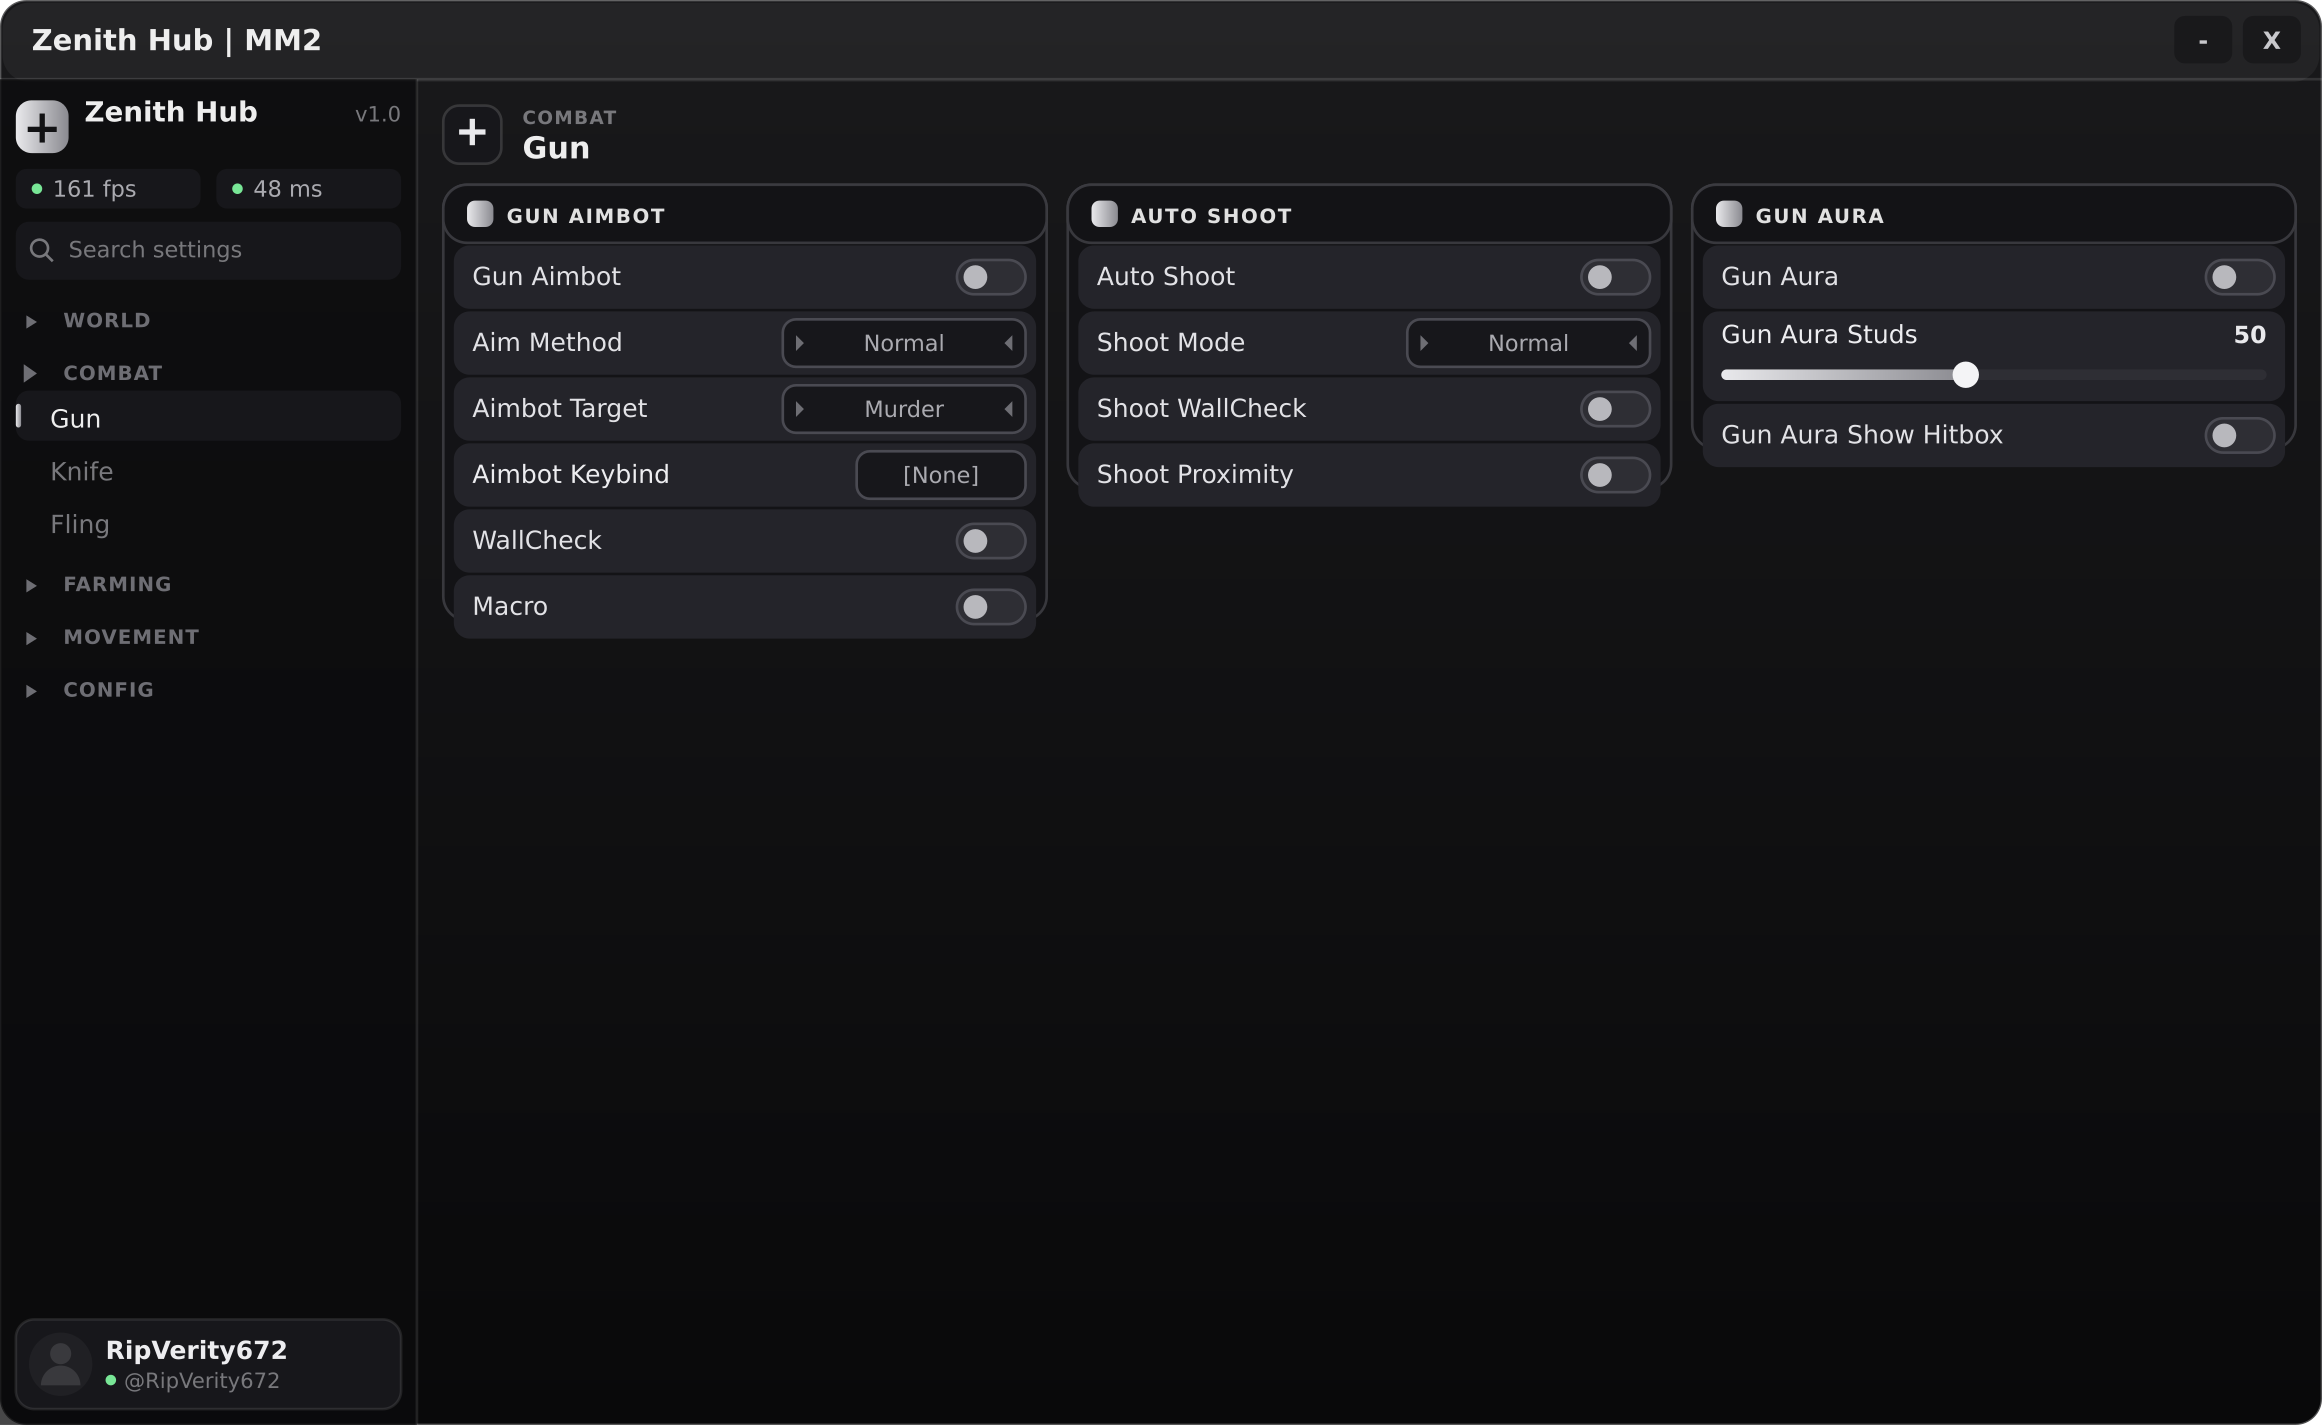 Zenith Hub | MM2
- X
Zenith Hub v1.0
161 fps 48 ms
Search settings
WORLD
COMBAT
Gun
Knife
Fling
FARMING
MOVEMENT
CONFIG
RipVerity672
@RipVerity672
COMBAT
Gun
GUN AIMBOT
Gun Aimbot
Aim Method Normal
Aimbot Target Murder
Aimbot Keybind [None]
WallCheck
Macro
AUTO SHOOT
Auto Shoot
Shoot Mode Normal
Shoot WallCheck
Shoot Proximity
GUN AURA
Gun Aura
Gun Aura Studs 50
Gun Aura Show Hitbox